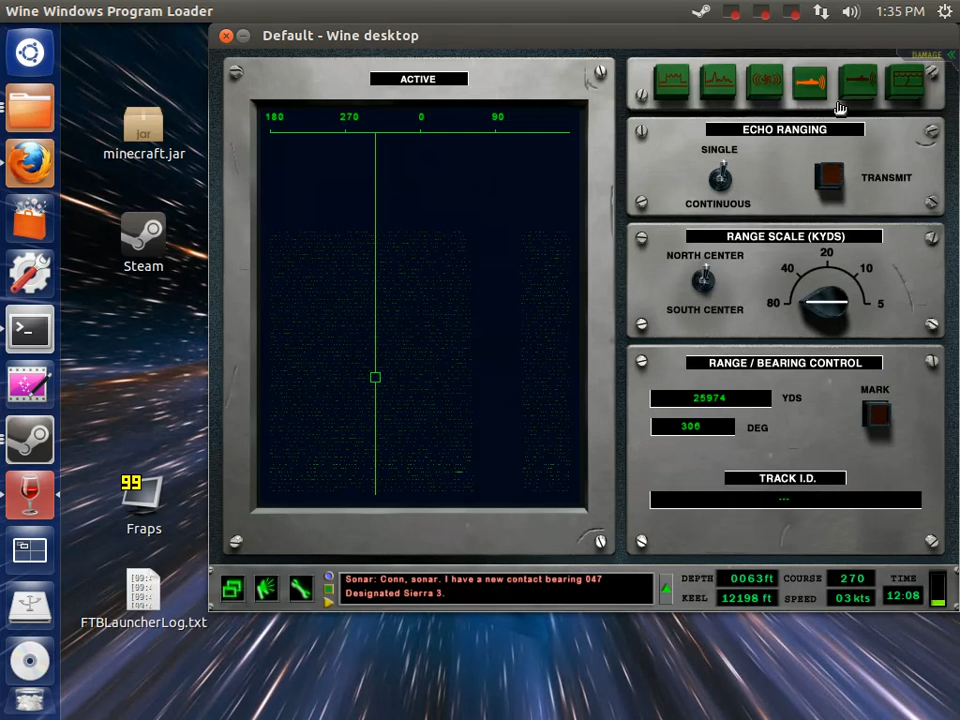 Wine Windows Program Loader
1:35 PM
Default - Wine desktop
DAMAGE
ACTIVE
180 270 0 90
ECHO RANGING
SINGLE
TRANSMIT
CONTINUOUS
RANGE SCALE (KYDS)
NORTH CENTER
SOUTH CENTER
20
40 10
80 5
RANGE / BEARING CONTROL
25974 YDS
MARK
306 DEG
TRACK I.D.
---
jar
minecraft.jar
Steam
99
Fraps
FTBLauncherLog.txt
Sonar: Conn, sonar. I have a new contact bearing 047
Designated Sierra 3.
DEPTH 0063ft COURSE 270 TIME
KEEL 12198 ft SPEED 03 kts 12:08